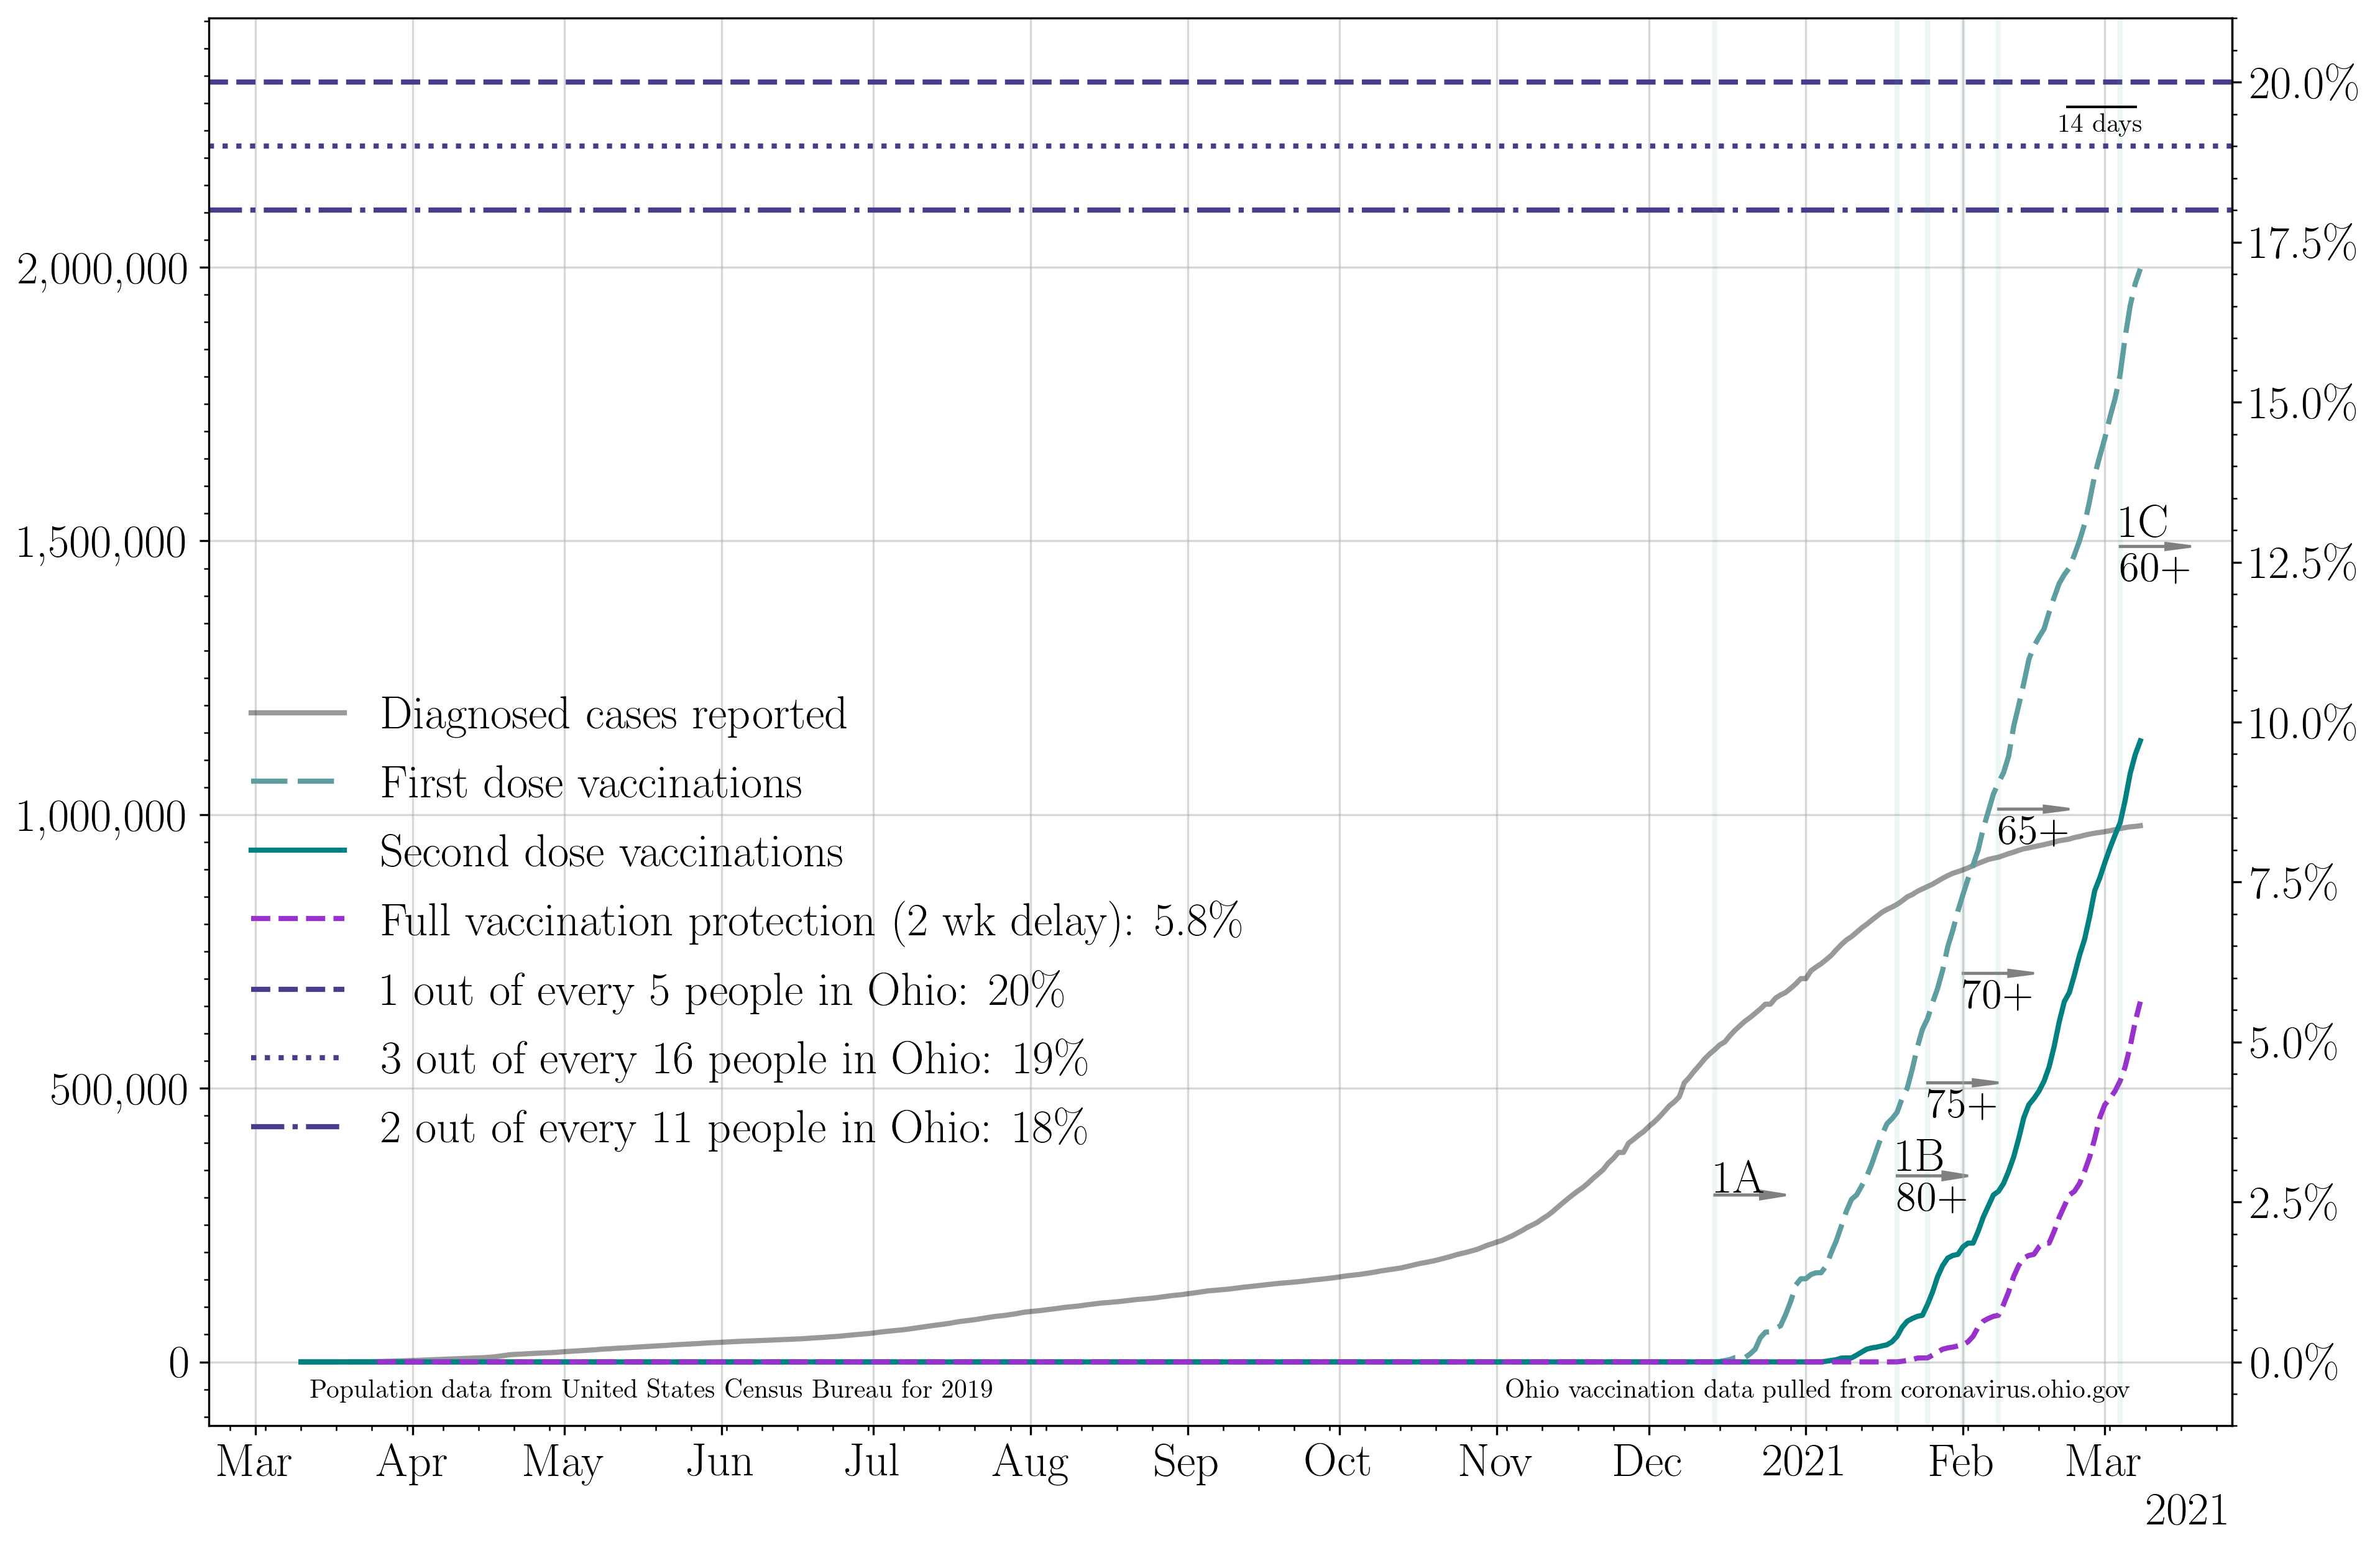 20.0%
14 days
17.5%
2,000,000
15.0%
1C
1,500,000
12.5%
60+
Diagnosed cases reported
10.0%
First dose vaccinations
1,000,000
65+
Second dose vaccinations
7.5%
Full vaccination protection (2 wk delay): 5.8%
1 out of every 5 people in Ohio: 20%
70+
3 out of every 16 people in Ohio: 19%
5.0%
500,000
75+
2 out of every 11 people in Ohio: 18%
1B
1A
80+
2.5%
0
0.0%
Population data from United States Census Bureau for 2019
Ohio vaccination data pulled from coronavirus.ohio.gov
Mar Apr May Jun Jul Aug Sep Oct Nov Dec 2021 Feb Mar
2021